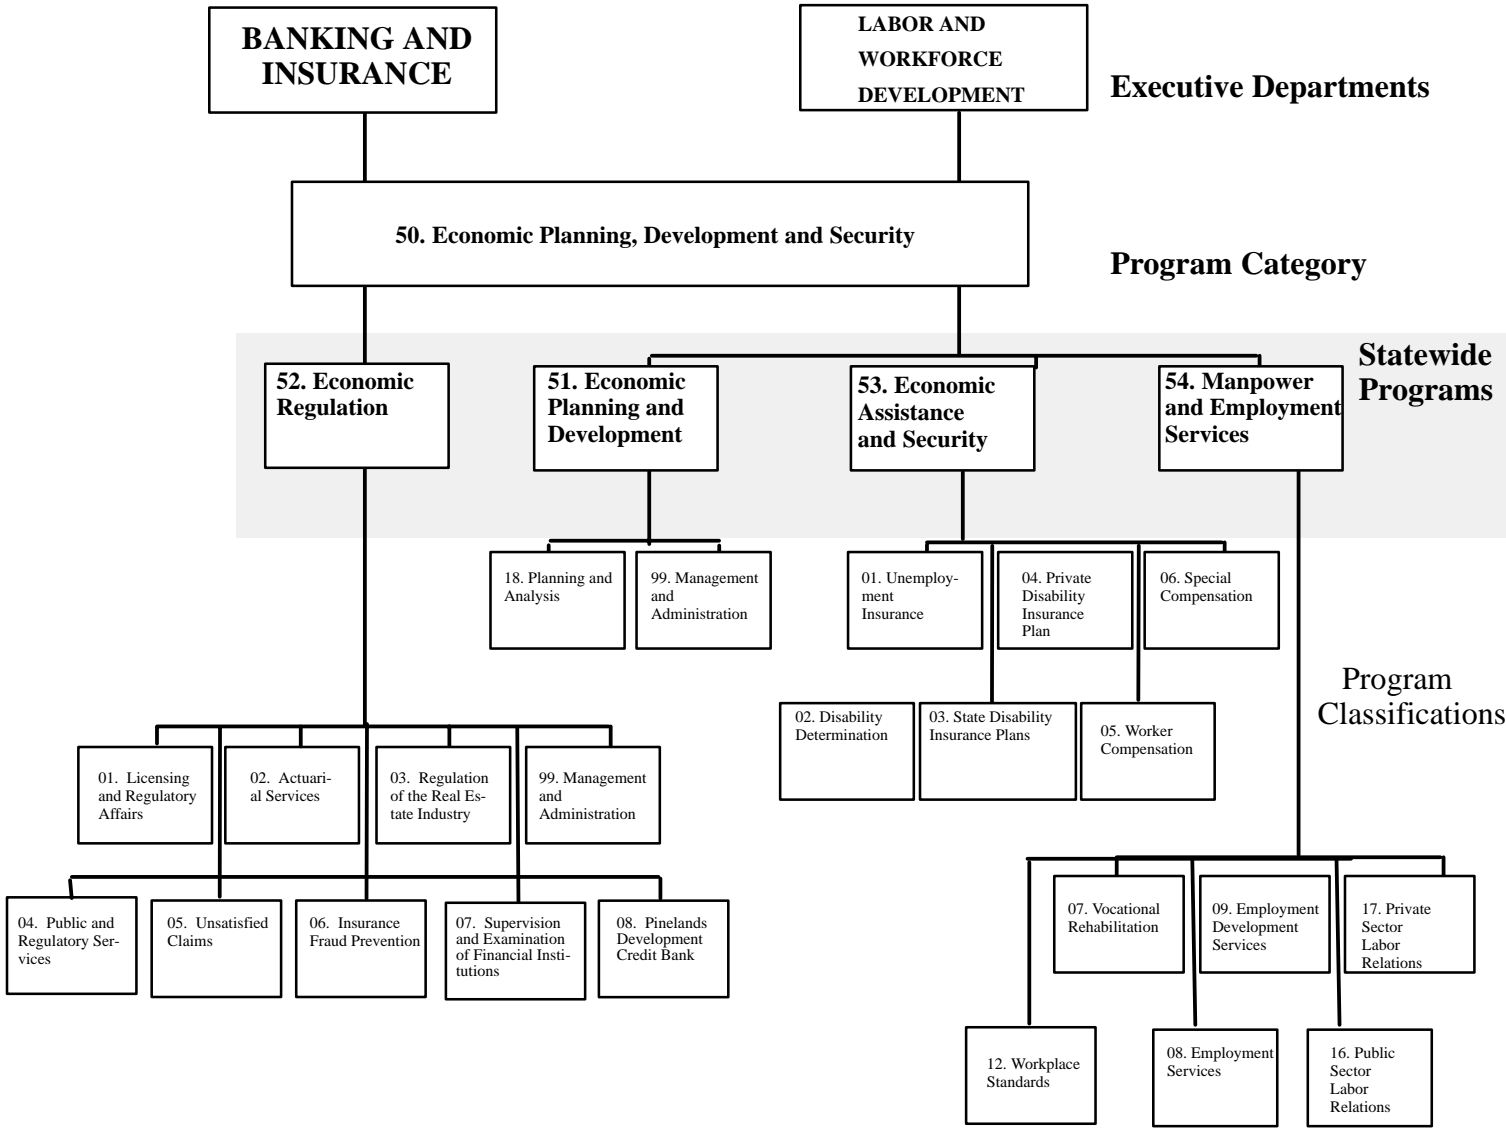 BANKING AND
INSURANCE
LABOR AND
WORKFORCE
DEVELOPMENT
Executive Departments
50. Economic Planning, Development and Security
Program Category
Statewide
Programs
52. Economic
Regulation
51. Economic
Planning and
Development
53. Economic
Assistance
and Security
54. Manpower
and Employment
Services
18. Planning and
Analysis
99. Management
and
Administration
01. Unemploy-
ment
Insurance
04. Private
Disability
Insurance
Plan
06. Special
Compensation
Program
Classifications
02. Disability
Determination
03. State Disability
Insurance Plans
05. Worker
Compensation
01. Licensing
and Regulatory
Affairs
02. Actuari-
al Services
03. Regulation
of the Real Es-
tate Industry
99. Management
and
Administration
04. Public and
Regulatory Ser-
vices
05. Unsatisfied
Claims
06. Insurance
Fraud Prevention
07. Supervision
and Examination
of Financial Insti-
tutions
08. Pinelands
Development
Credit Bank
07. Vocational
Rehabilitation
09. Employment
Development
Services
17. Private
Sector
Labor
Relations
12. Workplace
Standards
08. Employment
Services
16. Public
Sector
Labor
Relations